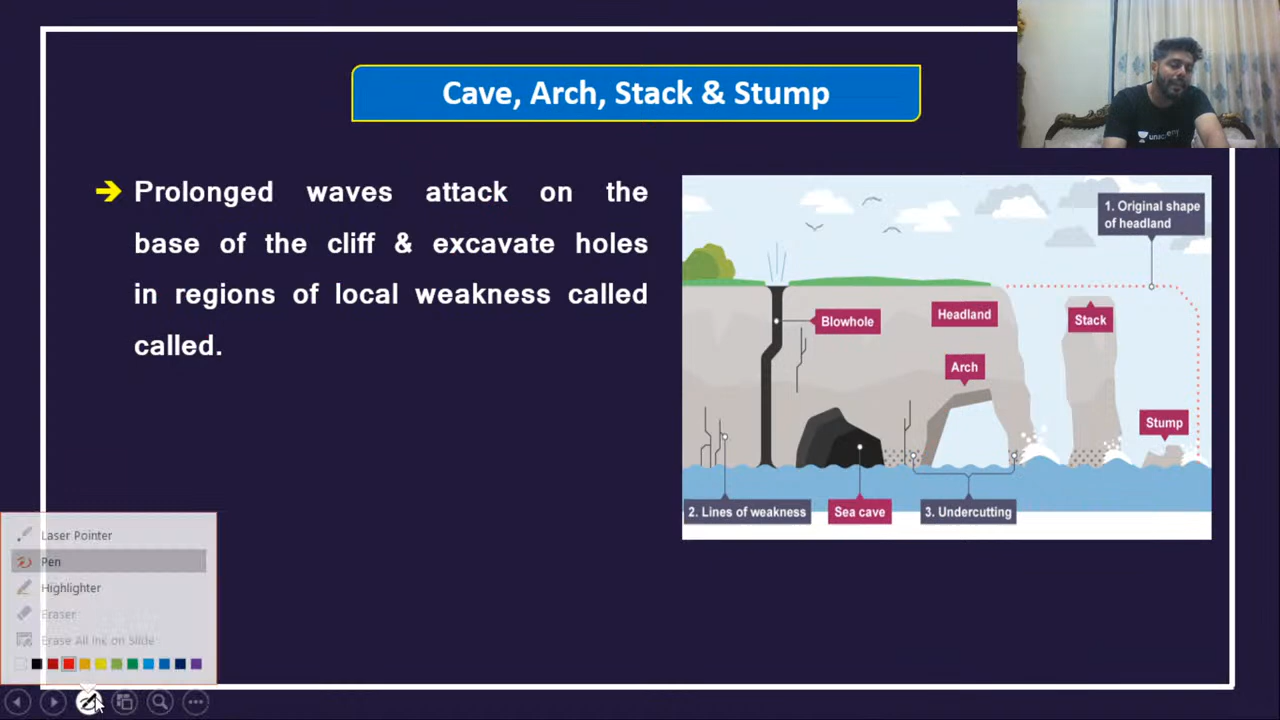 Cave, Arch, Stack & Stump
➔ Prolonged waves attack on the
base of the cliff & excavate holes
in regions of local weakness called
called.
1. Original shape
of headland
Blowhole
Headland
Stack
Arch
Stump
2. Lines of weakness
Sea cave
3. Undercutting
Laser Pointer
Pen
Highlighter
Eraser
Erase All Ink on Slide